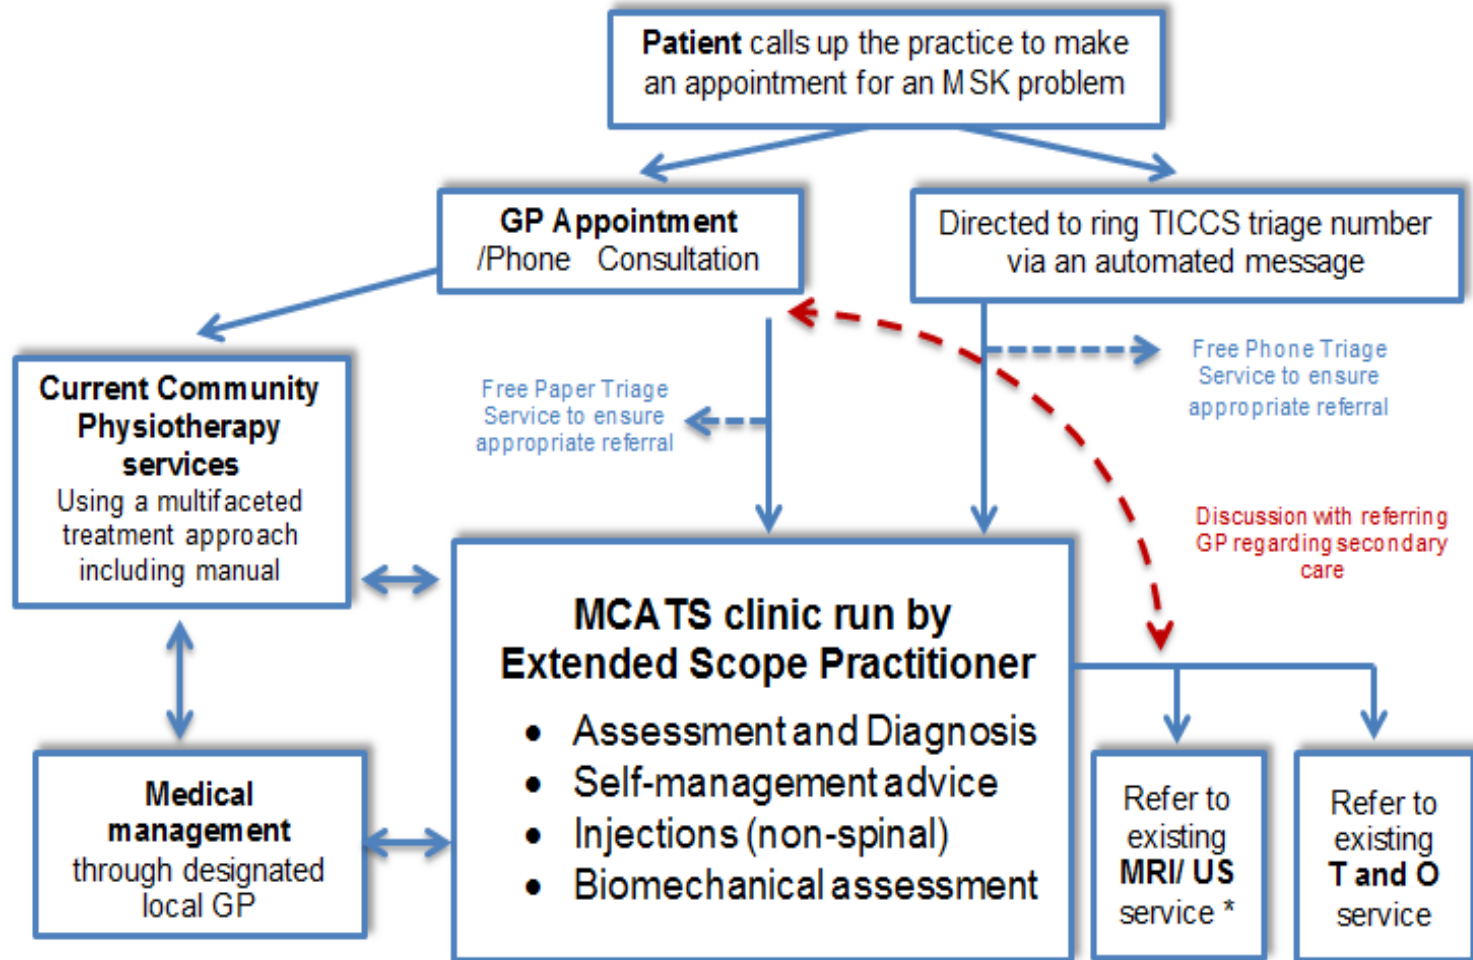 Patient calls up the practice to make
an appointment for an MSK problem
GP Appointment
/Phone Consultation
Directed to ring TICCS triage number
via an automated message
Free Paper Triage
Service to ensure
appropriate referral
Free Phone Triage
Service to ensure
appropriate referral
Current Community
Physiotherapy
services
Using a multifaceted
treatment approach
including manual
Discussion with referring
GP regarding secondary
care
MCATS clinic run by
Extended Scope Practitioner
• Assessment and Diagnosis
• Self-management advice
• Injections (non-spinal)
• Biomechanical assessment
Medical
management
through designated
local GP
Refer to
existing
MRI/ US
service *
Refer to
existing
T and O
service